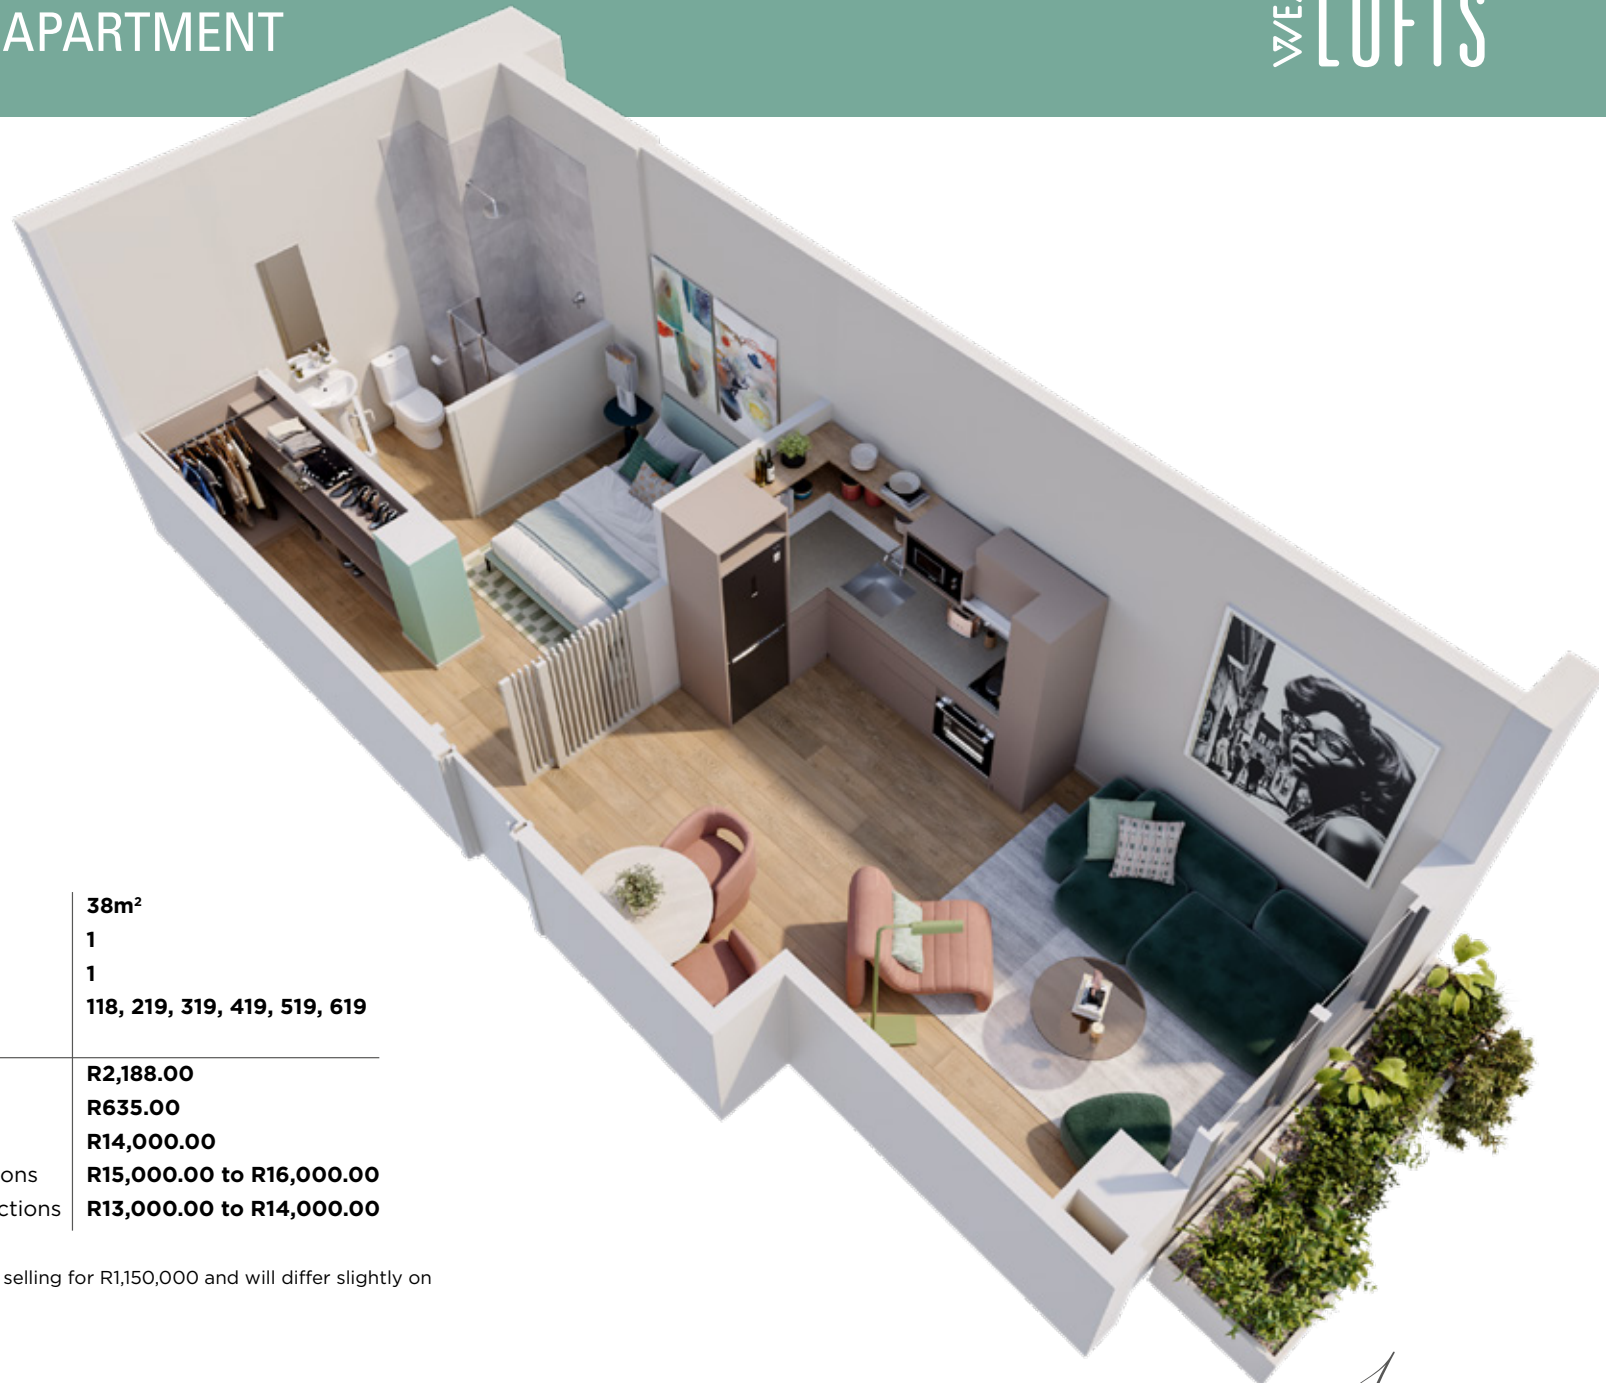 APARTMENT
WEA
LOFTS
38m²
1
1
118, 219, 319, 419, 519, 619
R2,188.00
R635.00
R14,000.00
ons R15,000.00 to R16,000.00
ctions R13,000.00 to R14,000.00
selling for R1,150,000 and will differ slightly on